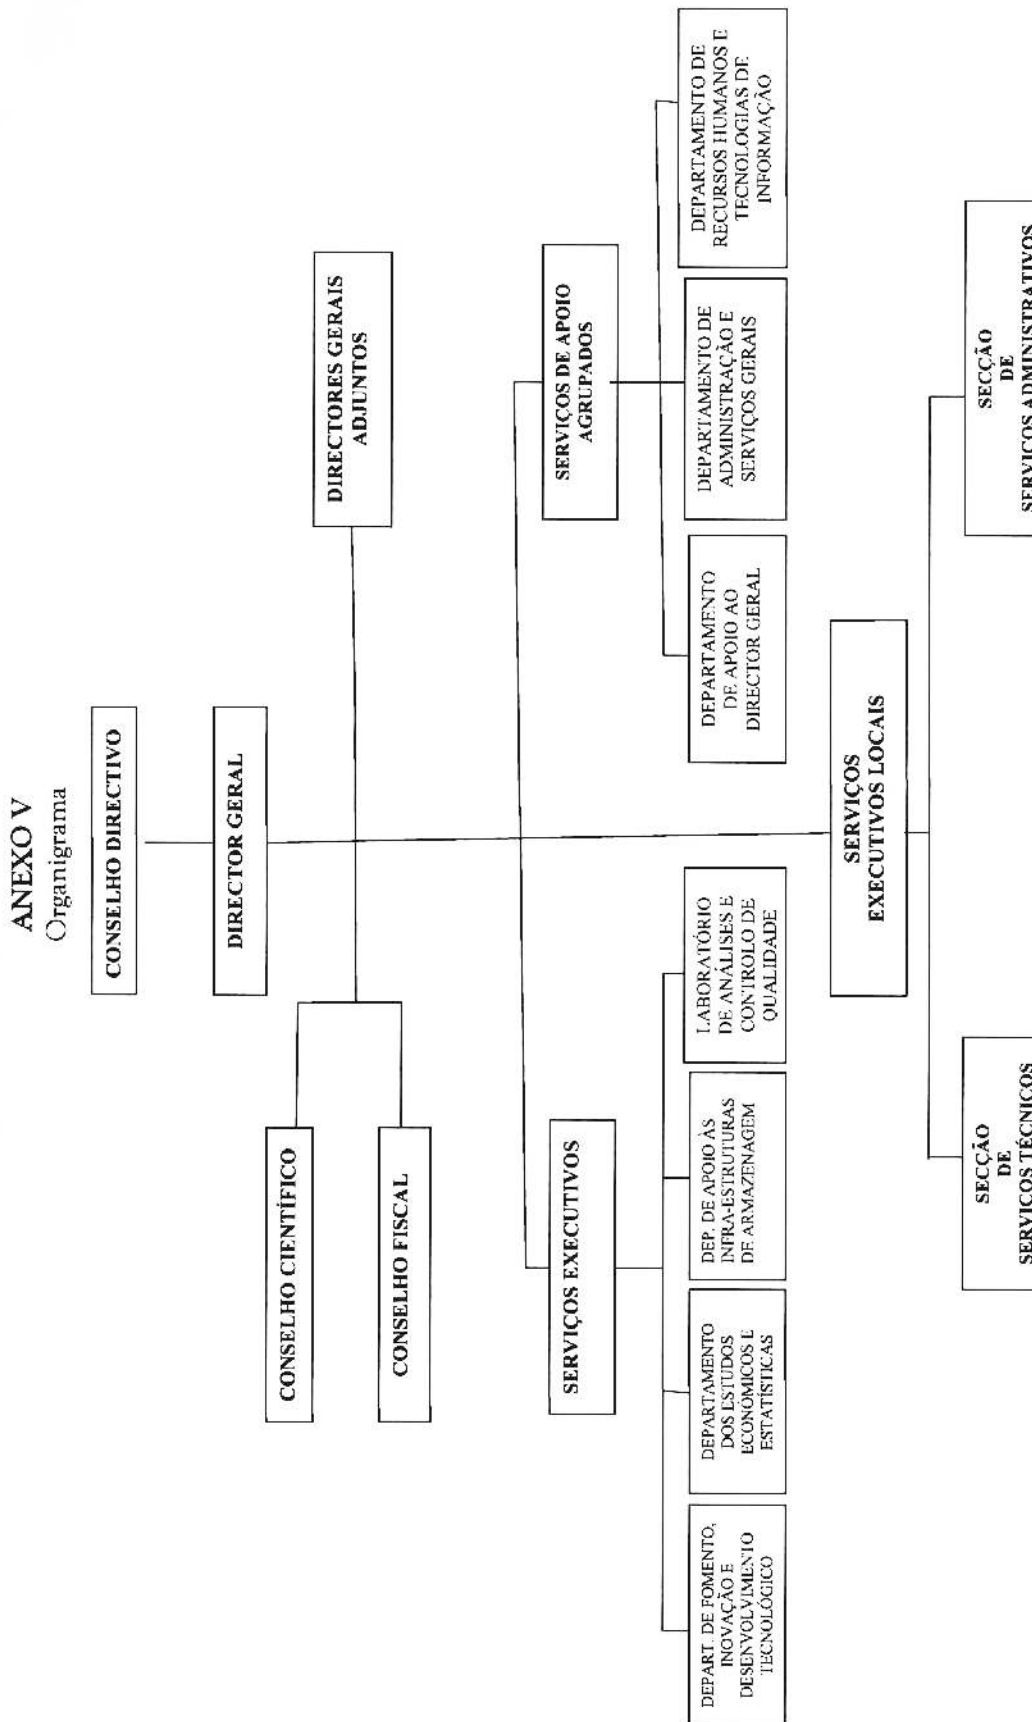 ANEXO V
Organigrama
CONSELHO DIRECTIVO
DIRECTOR GERAL
CONSELHO CIENTÍFICO
CONSELHO FISCAL
DIRECTORES GERAIS
ADJUNTOS
SERVIÇOS EXECUTIVOS
SERVIÇOS DE APOIO
AGRUPADOS
DEPART. DE FOMENTO,
INOVAÇÃO E
DESENVOLVIMENTO
TECNOLÓGICO
DEPARTAMENTO
DOS ESTUDOS
ECONÓMICOS E
ESTATÍSTICAS
DEP. DE APOIO ÀS
INFRA-ESTRUTURAS
DE ARMAZENAGEM
LABORATÓRIO
DE ANÁLISES E
CONTROLO DE
QUALIDADE
DEPARTAMENTO
DE APOIO AO
DIRECTOR GERAL
DEPARTAMENTO DE
ADMINISTRAÇÃO E
SERVIÇOS GERAIS
DEPARTAMENTO DE
RECURSOS HUMANOS E
TECNOLOGIAS DE
INFORMAÇÃO
SERVIÇOS
EXECUTIVOS LOCAIS
SECÇÃO
DE
SERVIÇOS TÉCNICOS
SECÇÃO
DE
SERVIÇOS ADMINISTRATIVOS